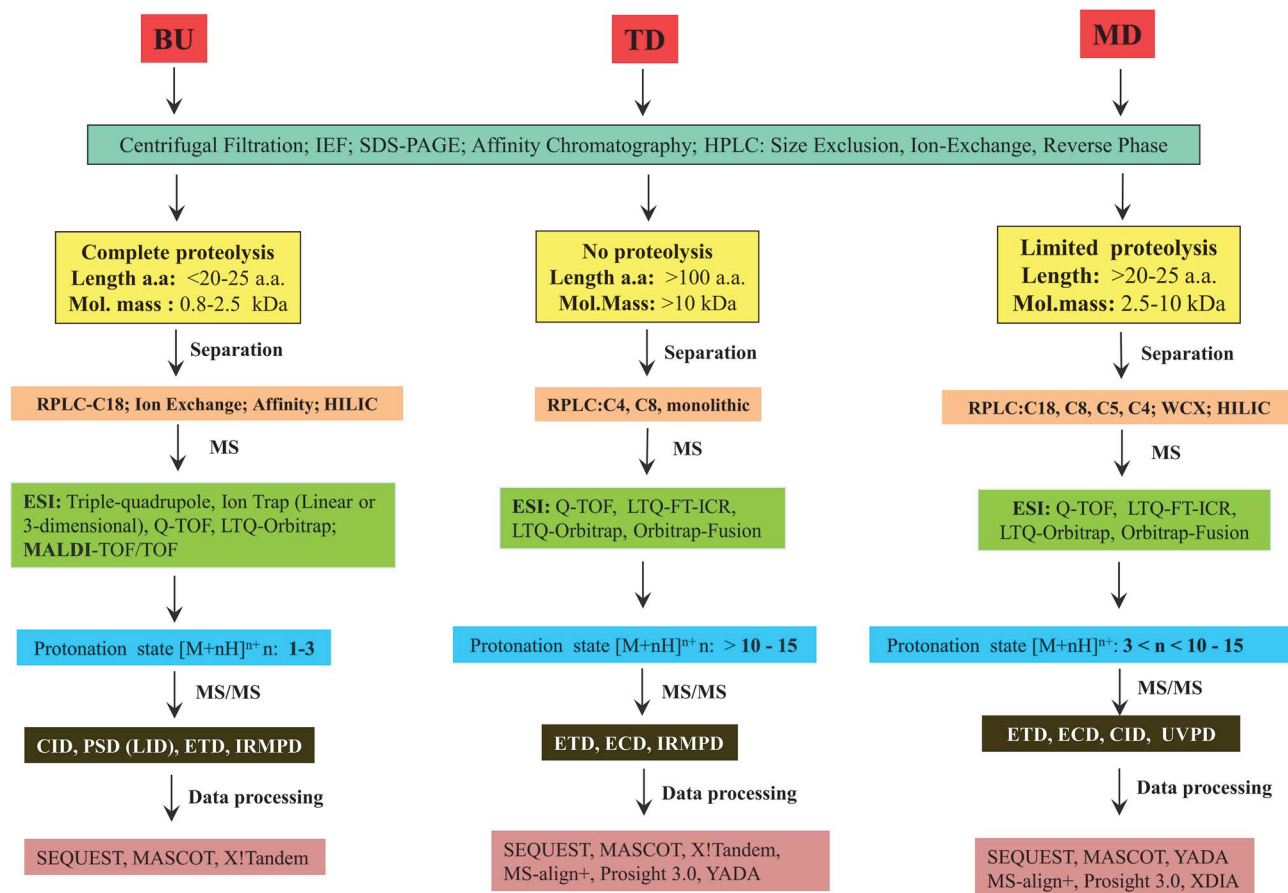 BU
TD
MD
Centrifugal Filtration; IEF; SDS-PAGE; Affinity Chromatography; HPLC: Size Exclusion, Ion-Exchange, Reverse Phase
Complete proteolysis
Length a.a: <20-25 a.a.
Mol. mass : 0.8-2.5 kDa
No proteolysis
Length a.a: >100 a.a.
Mol.Mass: >10 kDa
Limited proteolysis
Length: >20-25 a.a.
Mol.mass: 2.5-10 kDa
Separation
Separation
Separation
RPLC-C18; Ion Exchange; Affinity; HILIC
RPLC:C4, C8, monolithic
RPLC:C18, C8, C5, C4; WCX; HILIC
MS
MS
MS
ESI: Triple-quadrupole, Ion Trap (Linear or
3-dimensional), Q-TOF, LTQ-Orbitrap;
MALDI-TOF/TOF
ESI: Q-TOF, LTQ-FT-ICR,
LTQ-Orbitrap, Orbitrap-Fusion
ESI: Q-TOF, LTQ-FT-ICR,
LTQ-Orbitrap, Orbitrap-Fusion
Protonation state [M+nH]ⁿ⁺ n: 1-3
Protonation state [M+nH]ⁿ⁺ n: > 10 - 15
Protonation state [M+nH]ⁿ⁺: 3 < n < 10 - 15
MS/MS
MS/MS
MS/MS
CID, PSD (LID), ETD, IRMPD
ETD, ECD, IRMPD
ETD, ECD, CID, UVPD
Data processing
Data processing
Data processing
SEQUEST, MASCOT, X!Tandem
SEQUEST, MASCOT, X!Tandem,
MS-align+, Prosight 3.0, YADA
SEQUEST, MASCOT, YADA
MS-align+, Prosight 3.0, XDIA